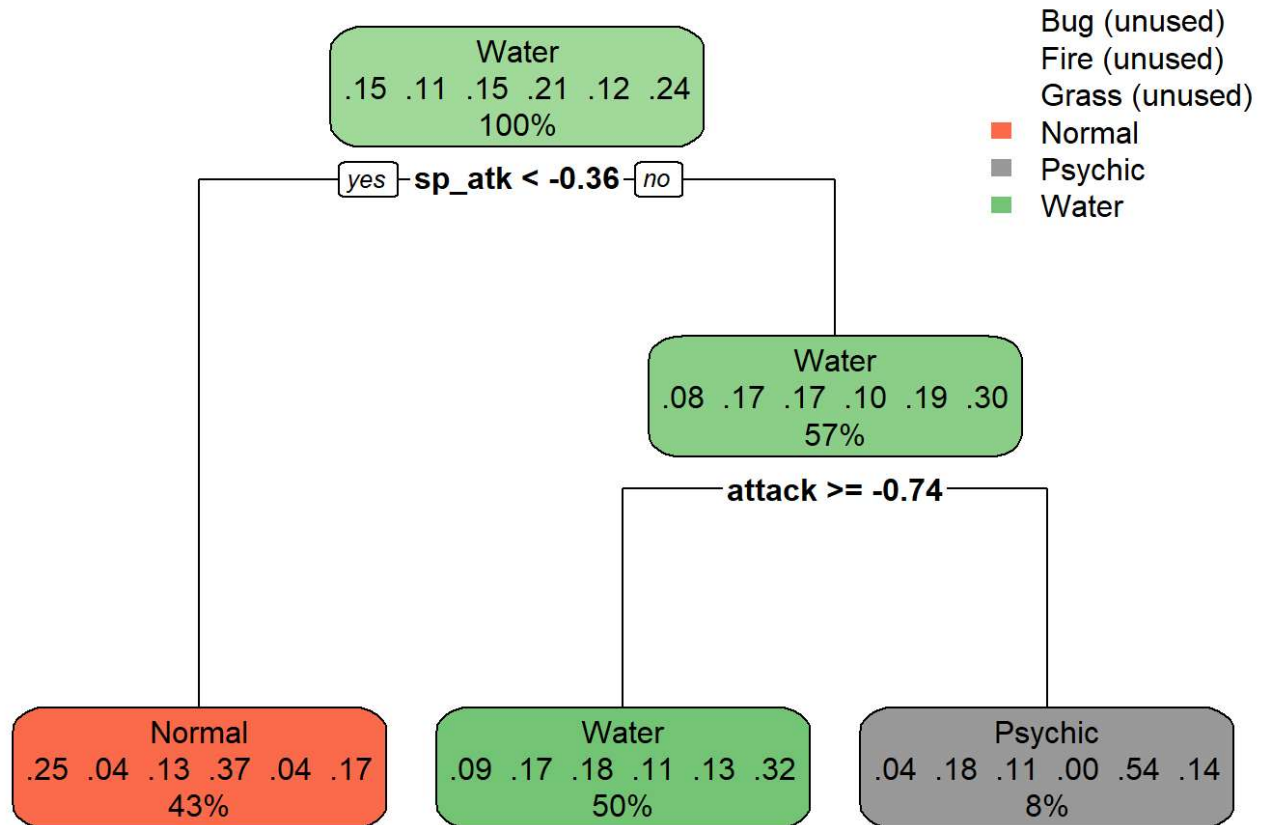 Water
.15 .11 .15 .21 .12 .24
100%
yes sp_atk < -0.36 no
Bug (unused)
Fire (unused)
Grass (unused)
Normal
Psychic
Water
Water
.08 .17 .17 .10 .19 .30
57%
attack >= -0.74
Normal
.25 .04 .13 .37 .04 .17
43%
Water
.09 .17 .18 .11 .13 .32
50%
Psychic
.04 .18 .11 .00 .54 .14
8%